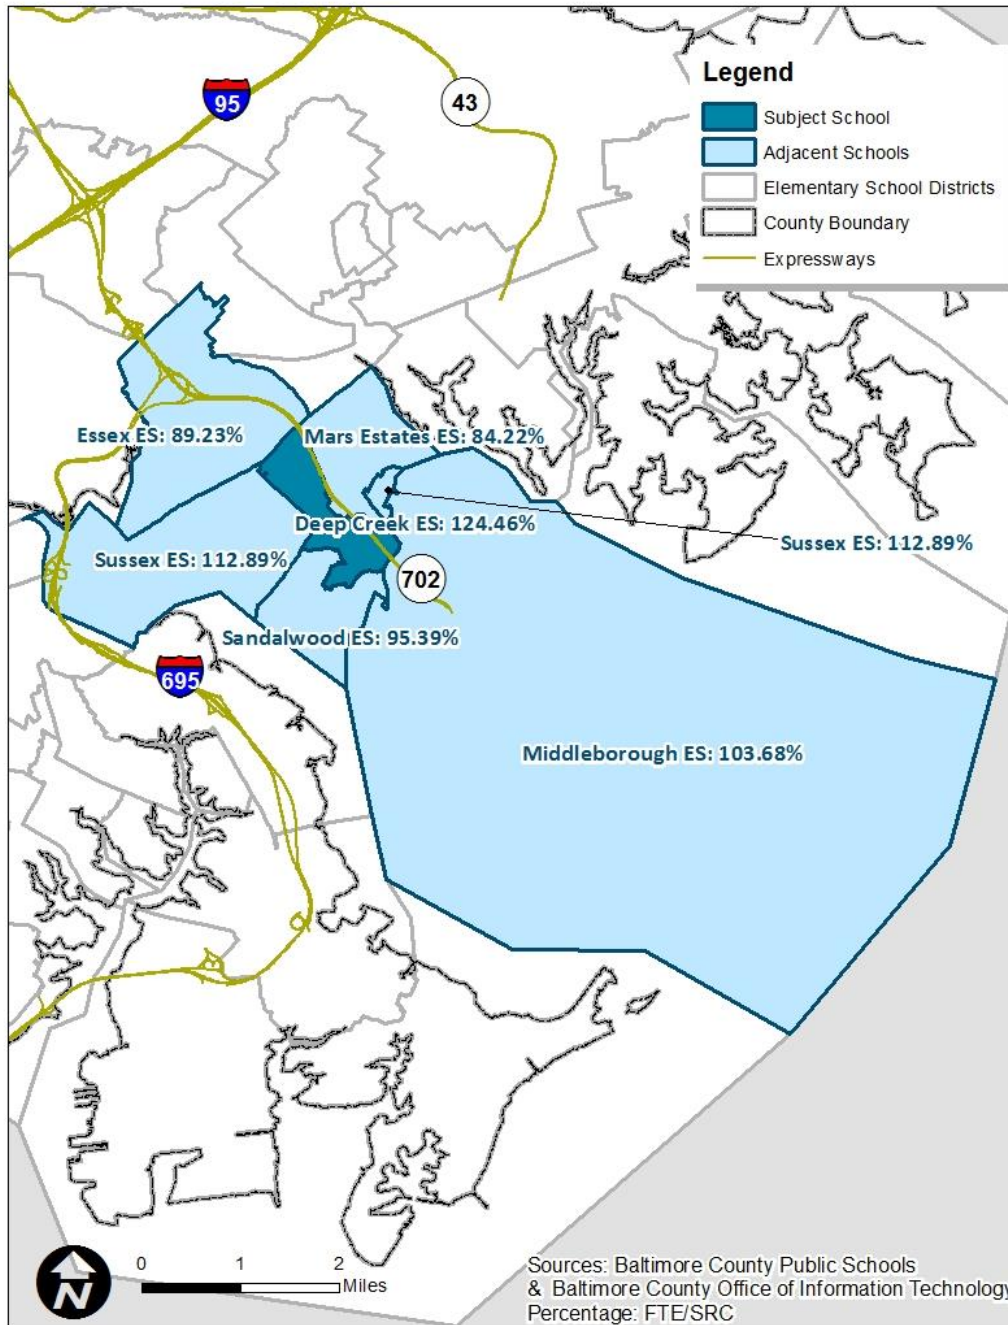 Legend
Subject School
Adjacent Schools
Elementary School Districts
County Boundary
Expressways
95
43
Essex ES: 89.23%
Mars Estates ES: 84.22%
Deep Creek ES: 124.46%
Sussex ES: 112.89%
Sussex ES: 112.89%
702
Sandalwood ES: 95.39%
695
Middleborough ES: 103.68%
N
0 1 2
Miles
Sources: Baltimore County Public Schools
& Baltimore County Office of Information Technology
Percentage: FTE/SRC